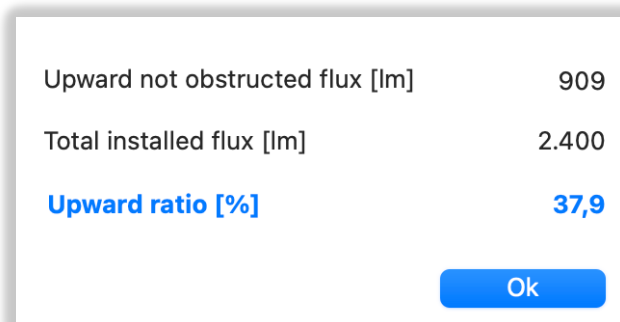 Upward not obstructed flux [lm] 909
Total installed flux [lm] 2.400
Upward ratio [%] 37,9
Ok